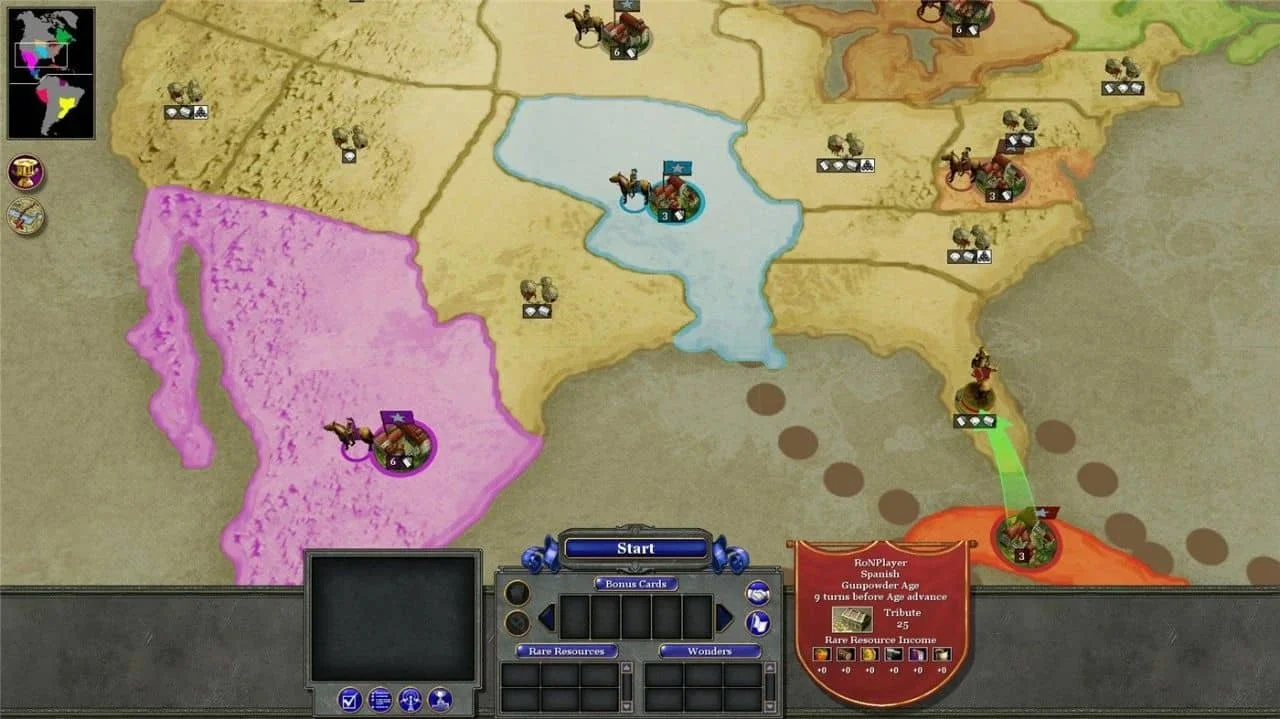 6
6
3
3
6
Start
Bonus Cards
Rare Resources
Wonders
3
RoNPlayer
Spanish
Gunpowder Age
9 turns before Age advance
Tribute
25
Rare Resource Income
+0 +0 +0 +0 +0 +0